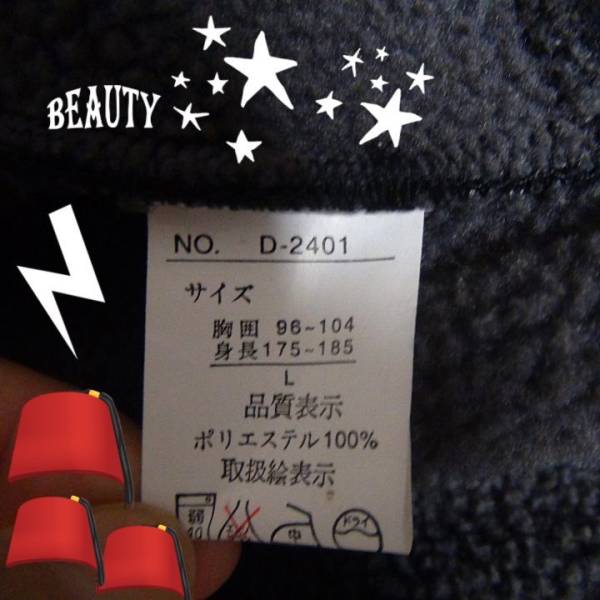 BEAUTY
NO. D-2401
サイズ
胸囲 96~104
身長175~185
L
品質表示
ポリエステル100%
取扱絵表示
弱
40
中
ドライ